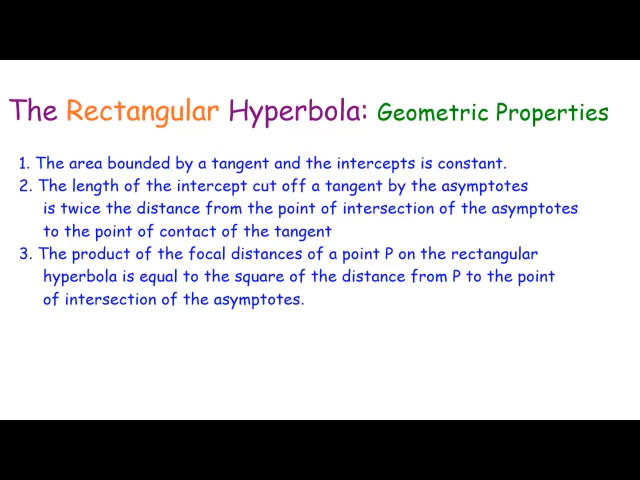 The Rectangular Hyperbola: Geometric Properties
1. The area bounded by a tangent and the intercepts is constant.
2. The length of the intercept cut off a tangent by the asymptotes
is twice the distance from the point of intersection of the asymptotes
to the point of contact of the tangent
3. The product of the focal distances of a point P on the rectangular
hyperbola is equal to the square of the distance from P to the point
of intersection of the asymptotes.